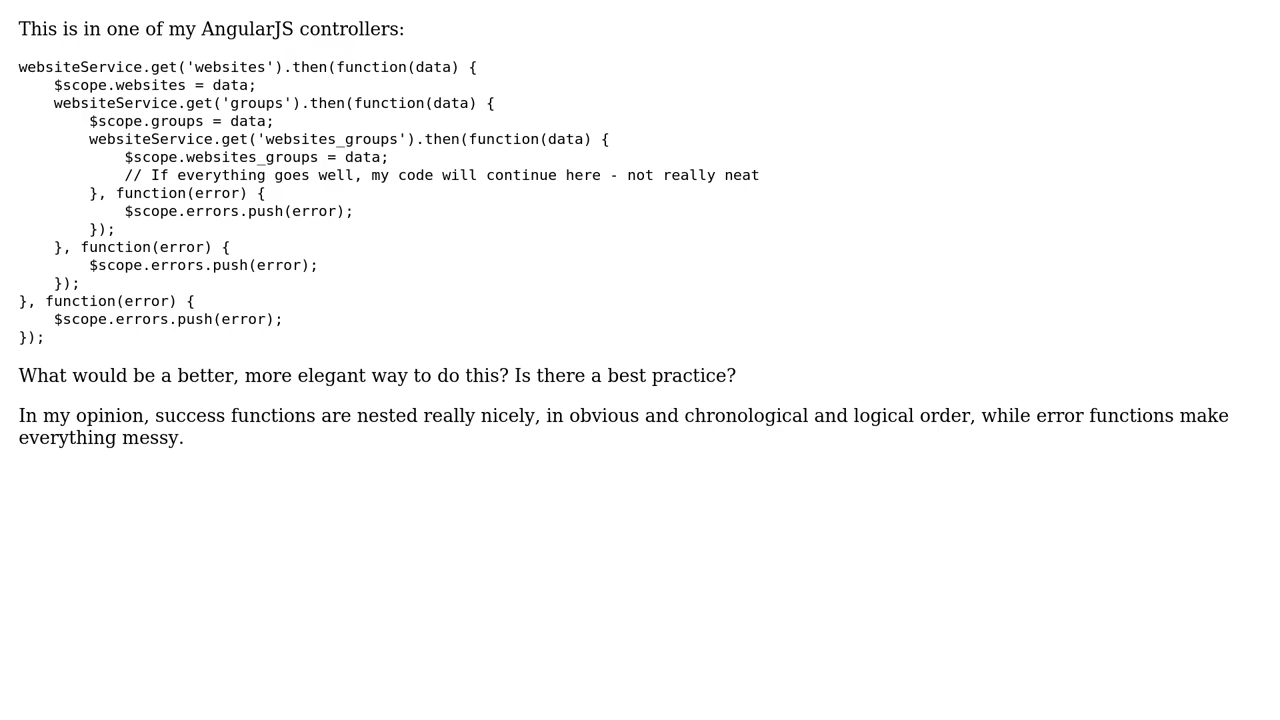 This is in one of my AngularJS controllers:
websiteService.get('websites').then(function(data) {
    $scope.websites = data;
    websiteService.get('groups').then(function(data) {
        $scope.groups = data;
        websiteService.get('websites_groups').then(function(data) {
            $scope.websites_groups = data;
            // If everything goes well, my code will continue here - not really neat
        }, function(error) {
            $scope.errors.push(error);
        });
    }, function(error) {
        $scope.errors.push(error);
    });
}, function(error) {
    $scope.errors.push(error);
});
What would be a better, more elegant way to do this? Is there a best practice?
In my opinion, success functions are nested really nicely, in obvious and chronological and logical order, while error functions make
everything messy.